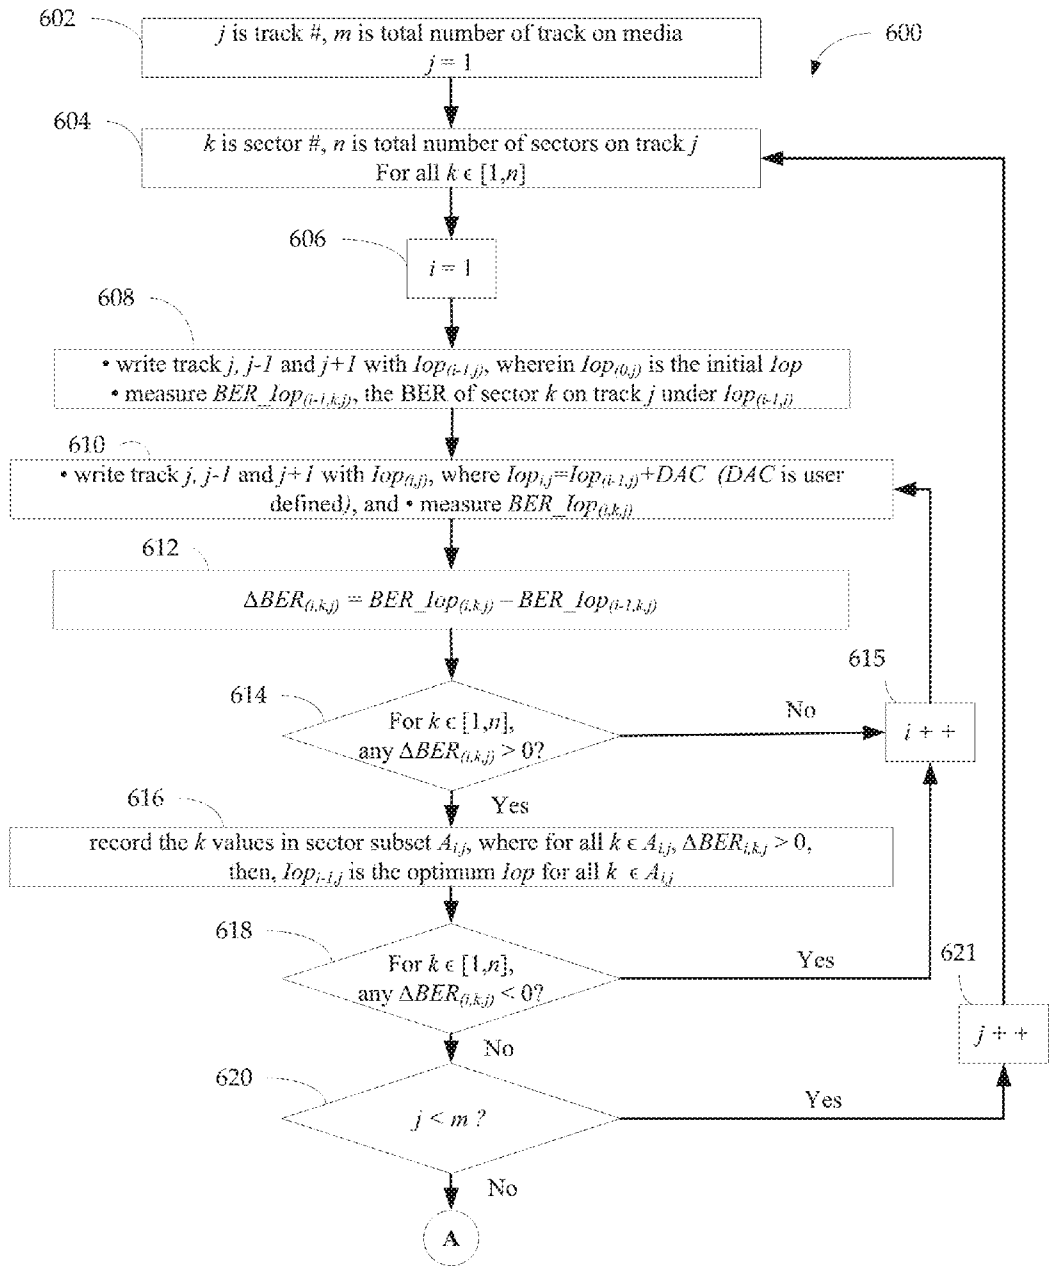 602
j is track #, m is total number of track on media
j = 1
600
604
k is sector #, n is total number of sectors on track j
For all k ϵ [1,n]
606
i = 1
608
• write track j, j-1 and j+1 with Iop(i-1,j), wherein Iop(0,j) is the initial Iop
• measure BER_Iop(i-1,k,j), the BER of sector k on track j under Iop(i-1,j)
610
• write track j, j-1 and j+1 with Iop(i,j), where Iopi,j=Iop(i-1,j)+DAC (DAC is user
defined), and • measure BER_Iop(i,k,j)
612
ΔBER(i,k,j) = BER_Iop(i,k,j) – BER_Iop(i-1,k,j)
615
614
For k ϵ [1,n],
any ΔBER(i,k,j) > 0?
No
i + +
Yes
616
record the k values in sector subset Ai,j, where for all k ϵ Ai,j, ΔBERi,k,j > 0,
then, Iopi-1,j is the optimum Iop for all k ϵ Ai,j
618
For k ϵ [1,n],
any ΔBER(i,k,j) < 0?
Yes
621
j + +
No
620
j < m ?
Yes
No
A